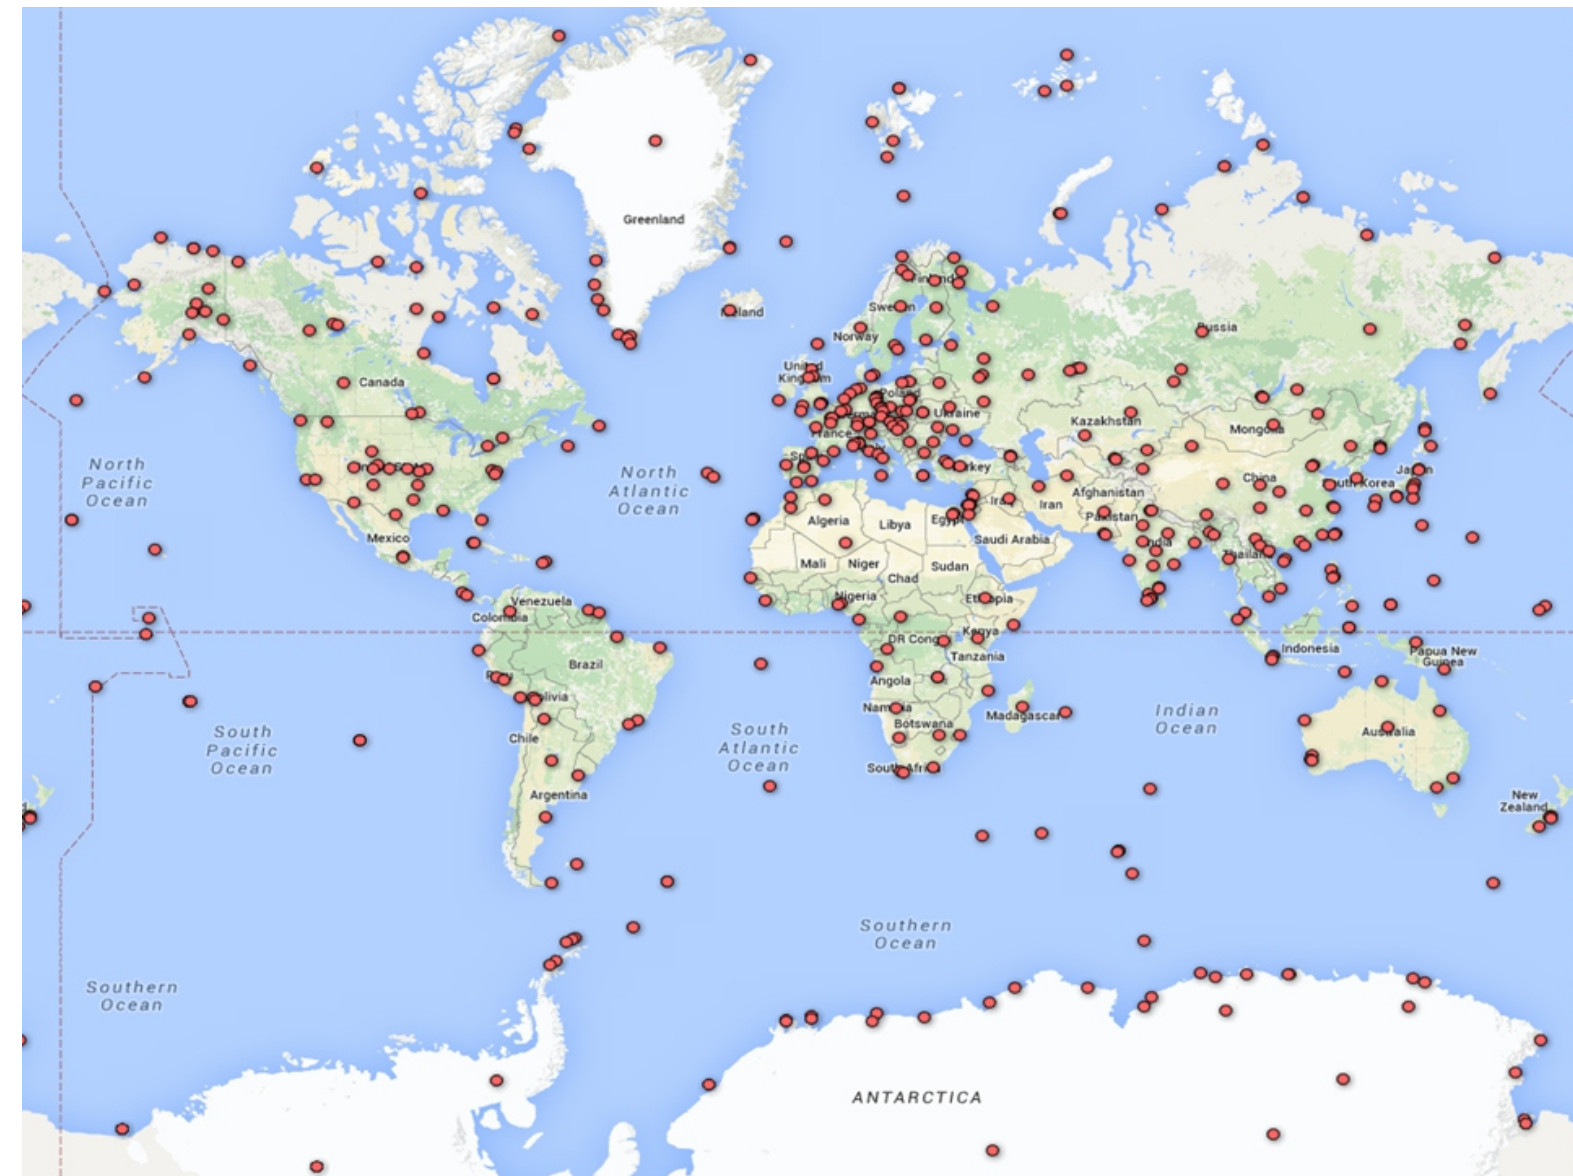 Greenland
Iceland
Finland
Sweden
Norway
Russia
United
Kingdom
Canada
Poland
Ukraine
France
Kazakhstan
Mongolia
North
Pacific
Ocean
North
Atlantic
Ocean
Turkey
China
Japan
South Korea
Afghanistan
Iraq
Iran
Pakistan
Algeria
Libya
Egypt
Saudi Arabia
Mexico
India
Thailand
Mali
Niger
Chad
Sudan
Nigeria
Ethiopia
Venezuela
Colombia
DR Congo
Kenya
Tanzania
Indonesia
Papua New
Guinea
Brazil
Peru
Angola
Bolivia
Namibia
Botswana
Madagascar
Indian
Ocean
Australia
South
Pacific
Ocean
Chile
South
Atlantic
Ocean
South Africa
Argentina
New
Zealand
Southern
Ocean
Southern
Ocean
ANTARCTICA